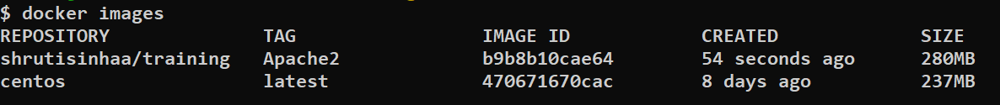 $ docker images
REPOSITORY TAG IMAGE ID CREATED SIZE
shrutisinhaa/training Apache2 b9b8b10cae64 54 seconds ago 280MB
centos latest 470671670cac 8 days ago 237MB